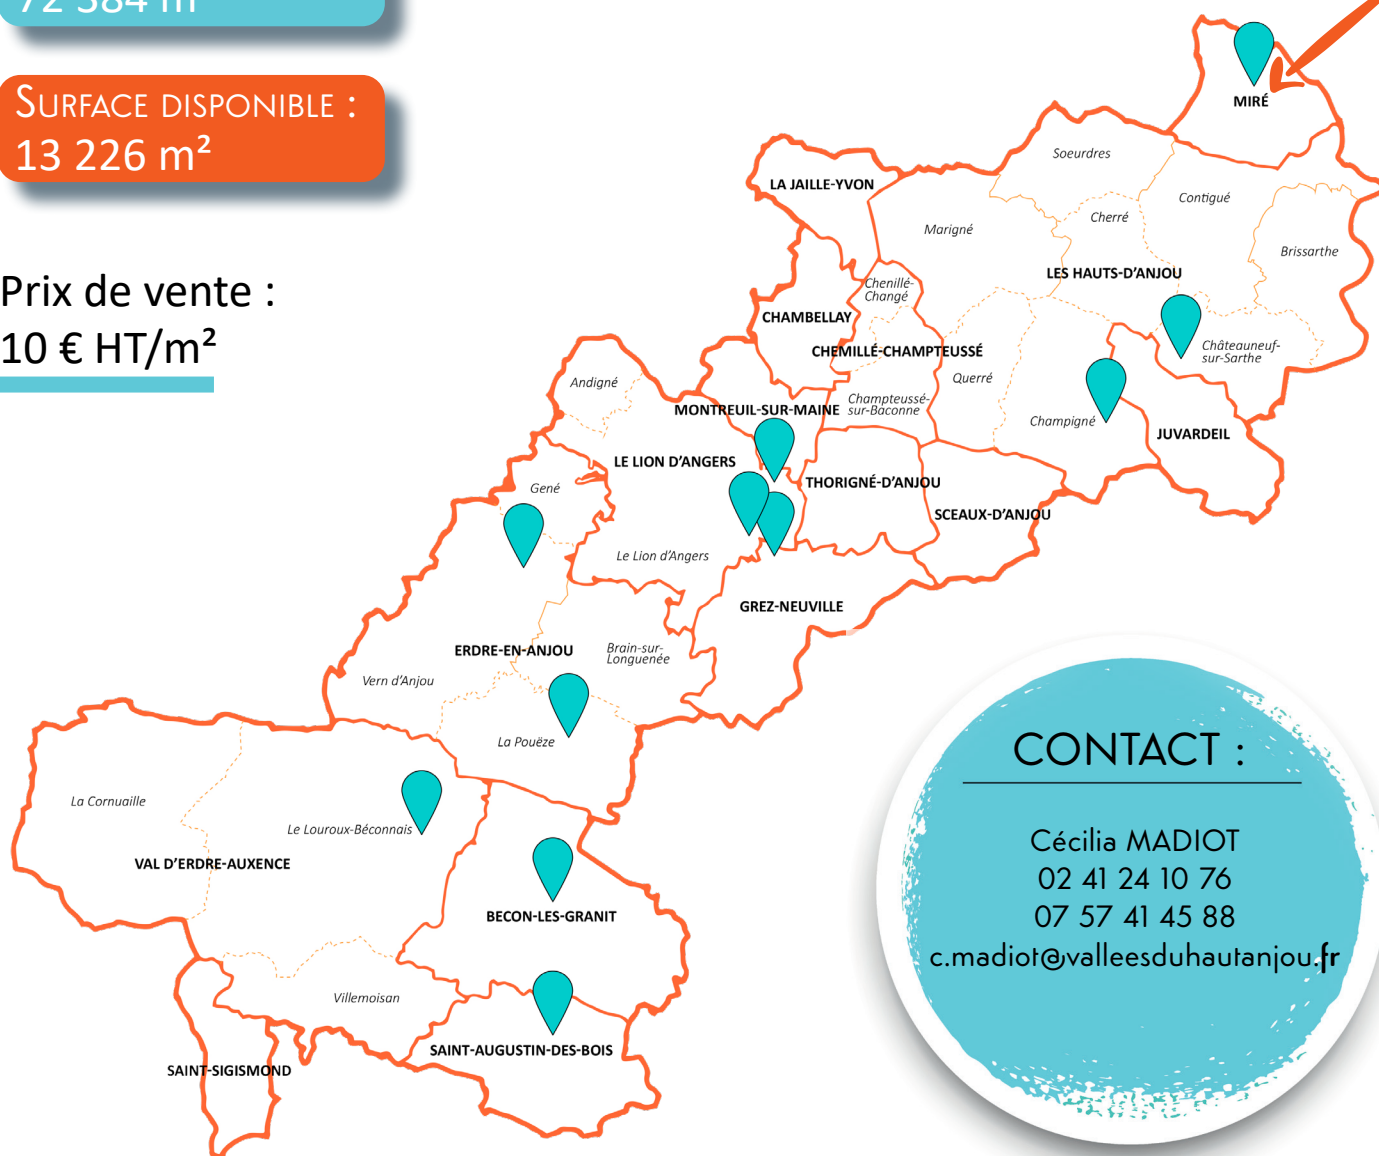 72 384 m²
SURFACE DISPONIBLE :
13 226 m²
Prix de vente :
10 € HT/m²
MIRÉ
Soeurdres
LA JAILLE-YVON
Contigué
Cherré
Marigné
Brissarthe
LES HAUTS-D'ANJOU
Chenillé-
Changé
CHAMBELLAY
Châteauneuf-
sur-Sarthe
CHEMILLÉ-CHAMPTEUSSÉ
Querré
Andigné
Champteussé-
sur-Baconne
MONTREUIL-SUR-MAINE
Champigné
JUVARDEIL
LE LION D'ANGERS
THORIGNÉ-D'ANJOU
Gené
SCEAUX-D'ANJOU
Le Lion d'Angers
GREZ-NEUVILLE
ERDRE-EN-ANJOU
Brain-sur-
Longuenée
Vern d'Anjou
La Pouëze
La Cornuaille
Le Louroux-Béconnais
VAL D'ERDRE-AUXENCE
BECON-LES-GRANIT
Villemoisan
SAINT-AUGUSTIN-DES-BOIS
SAINT-SIGISMOND
CONTACT :
Cécilia MADIOT
02 41 24 10 76
07 57 41 45 88
c.madiot@valleesduhautanjou.fr